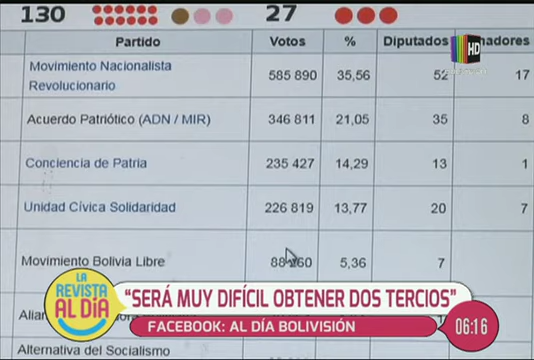 130 27
Partido Votos % Diputados nadores
Movimiento Nacionalista
Revolucionario 585 890 35,56 52 17
Acuerdo Patriótico (ADN / MIR) 346 811 21,05 35 8
Conciencia de Patria 235 427 14,29 13 1
Unidad Cívica Solidaridad 226 819 13,77 20 7
Movimiento Bolivia Libre 5,36 7
LA
REVISTA
AL DÍA
"SERÁ MUY DIFÍCIL OBTENER DOS TERCIOS"
FACEBOOK: AL DÍA BOLIVISIÓN
06:16
HD
Alternativa del Socialismo